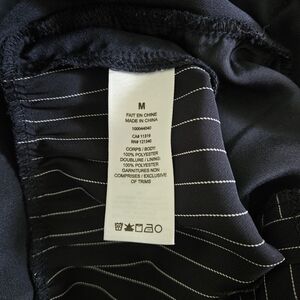 M
FAIT EN CHINE
MADE IN CHINA
100044040
CA# 11319
RN# 121340
CORPS / BODY:
100% POLYESTER
DOUBLURE / LINING:
100% POLYESTER
GARNITURES NON
COMPRISES / EXCLUSIVE
OF TRIMS